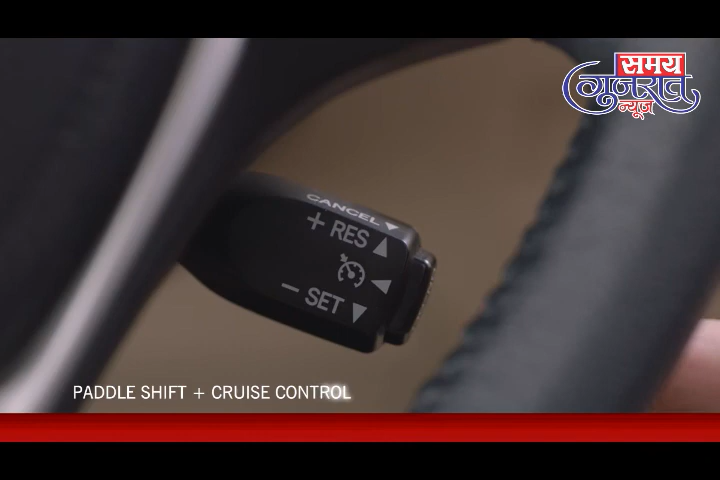 समय
गुजरात
न्यूज़
CANCEL▼
+ RES ▲
− SET ▼
PADDLE SHIFT + CRUISE CONTROL